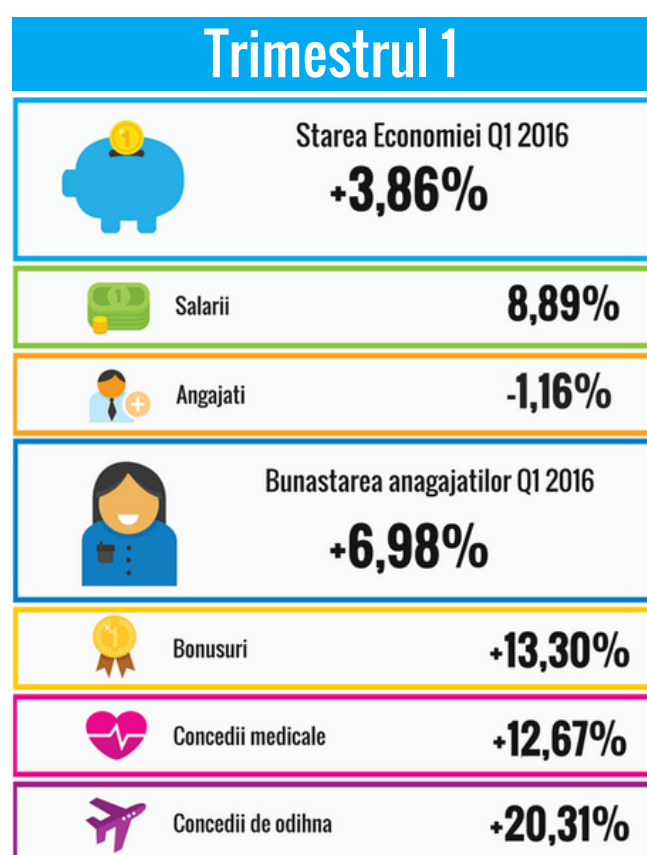 Trimestrul 1
Starea Economiei Q1 2016
+3,86%
Salarii 8,89%
Angajati -1,16%
Bunastarea anagajatilor Q1 2016
+6,98%
Bonusuri +13,30%
Concedii medicale +12,67%
Concedii de odihna +20,31%